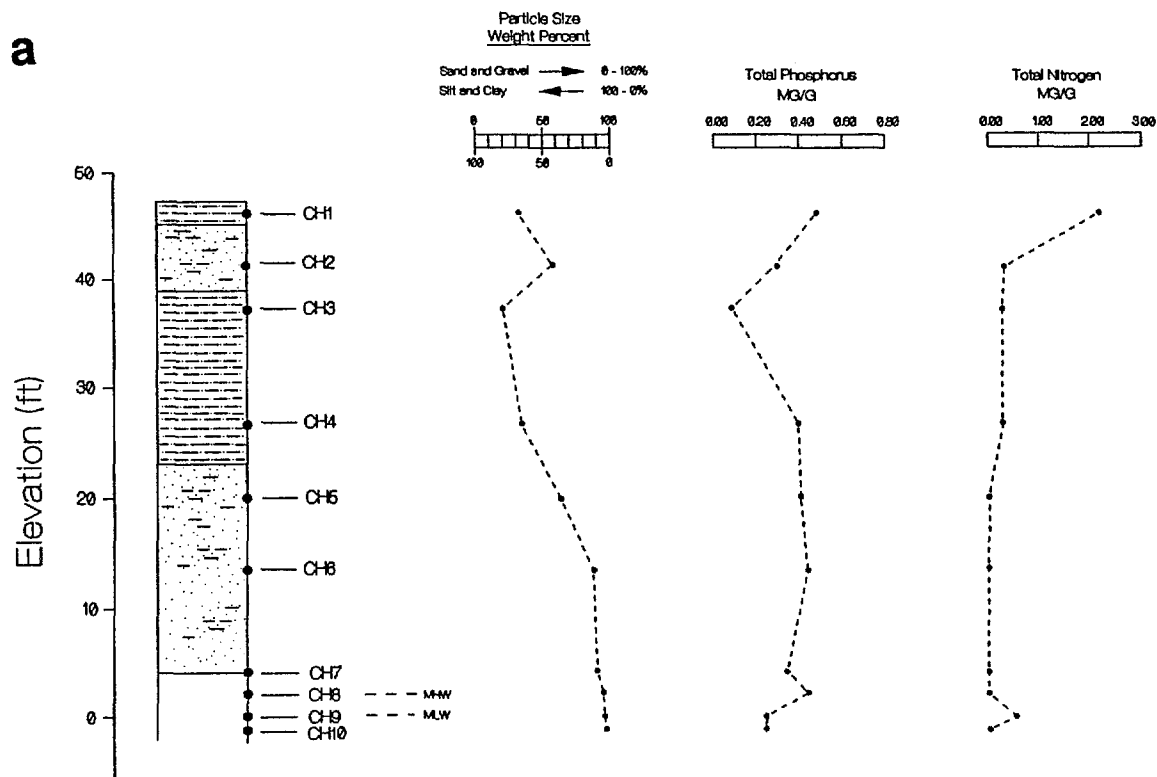 a
Particle Size
Weight Percent
Sand and Gravel 0 - 100%
Silt and Clay 100 - 0%
0 50 100
100 50 0
Total Phosphorus
MG/G
0.00 0.20 0.40 0.60 0.80
Total Nitrogen
MG/G
0.00 1.00 2.00 3.00
Elevation (ft)
50
40
30
20
10
0
CH1
CH2
CH3
CH4
CH5
CH6
CH7
CH8 MHW
CH9 MLW
CH10